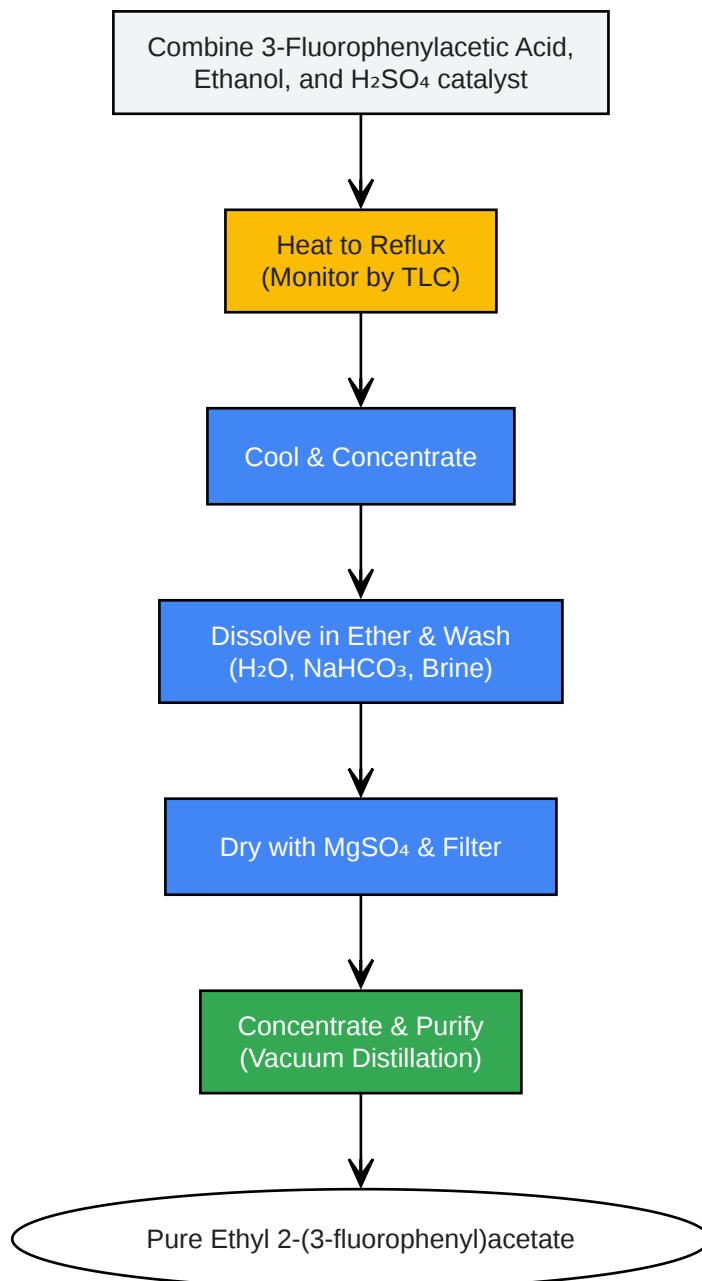 Combine 3-Fluorophenylacetic Acid,
Ethanol, and H₂SO₄ catalyst
Heat to Reflux
(Monitor by TLC)
Cool & Concentrate
Dissolve in Ether & Wash
(H₂O, NaHCO₃, Brine)
Dry with MgSO₄ & Filter
Concentrate & Purify
(Vacuum Distillation)
Pure Ethyl 2-(3-fluorophenyl)acetate